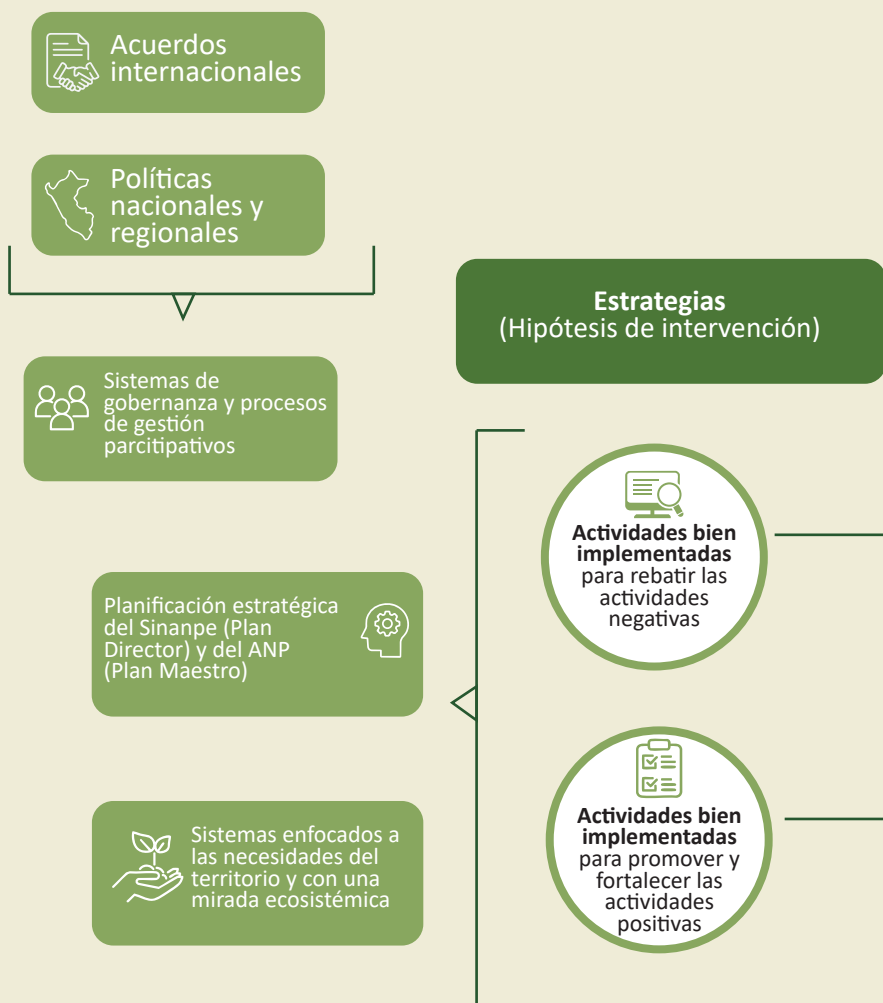 Acuerdos
internacionales
Políticas
nacionales y
regionales
Sistemas de
gobernanza y procesos
de gestión
parcitipativos
Planificación estratégica
del Sinanpe (Plan
Director) y del ANP
(Plan Maestro)
Sistemas enfocados a
las necesidades del
territorio y con una
mirada ecosistémica
Estrategias
(Hipótesis de intervención)
Actividades bien
implementadas
para rebatir las
actividades
negativas
Actividades bien
implementadas
para promover y
fortalecer las
actividades
positivas